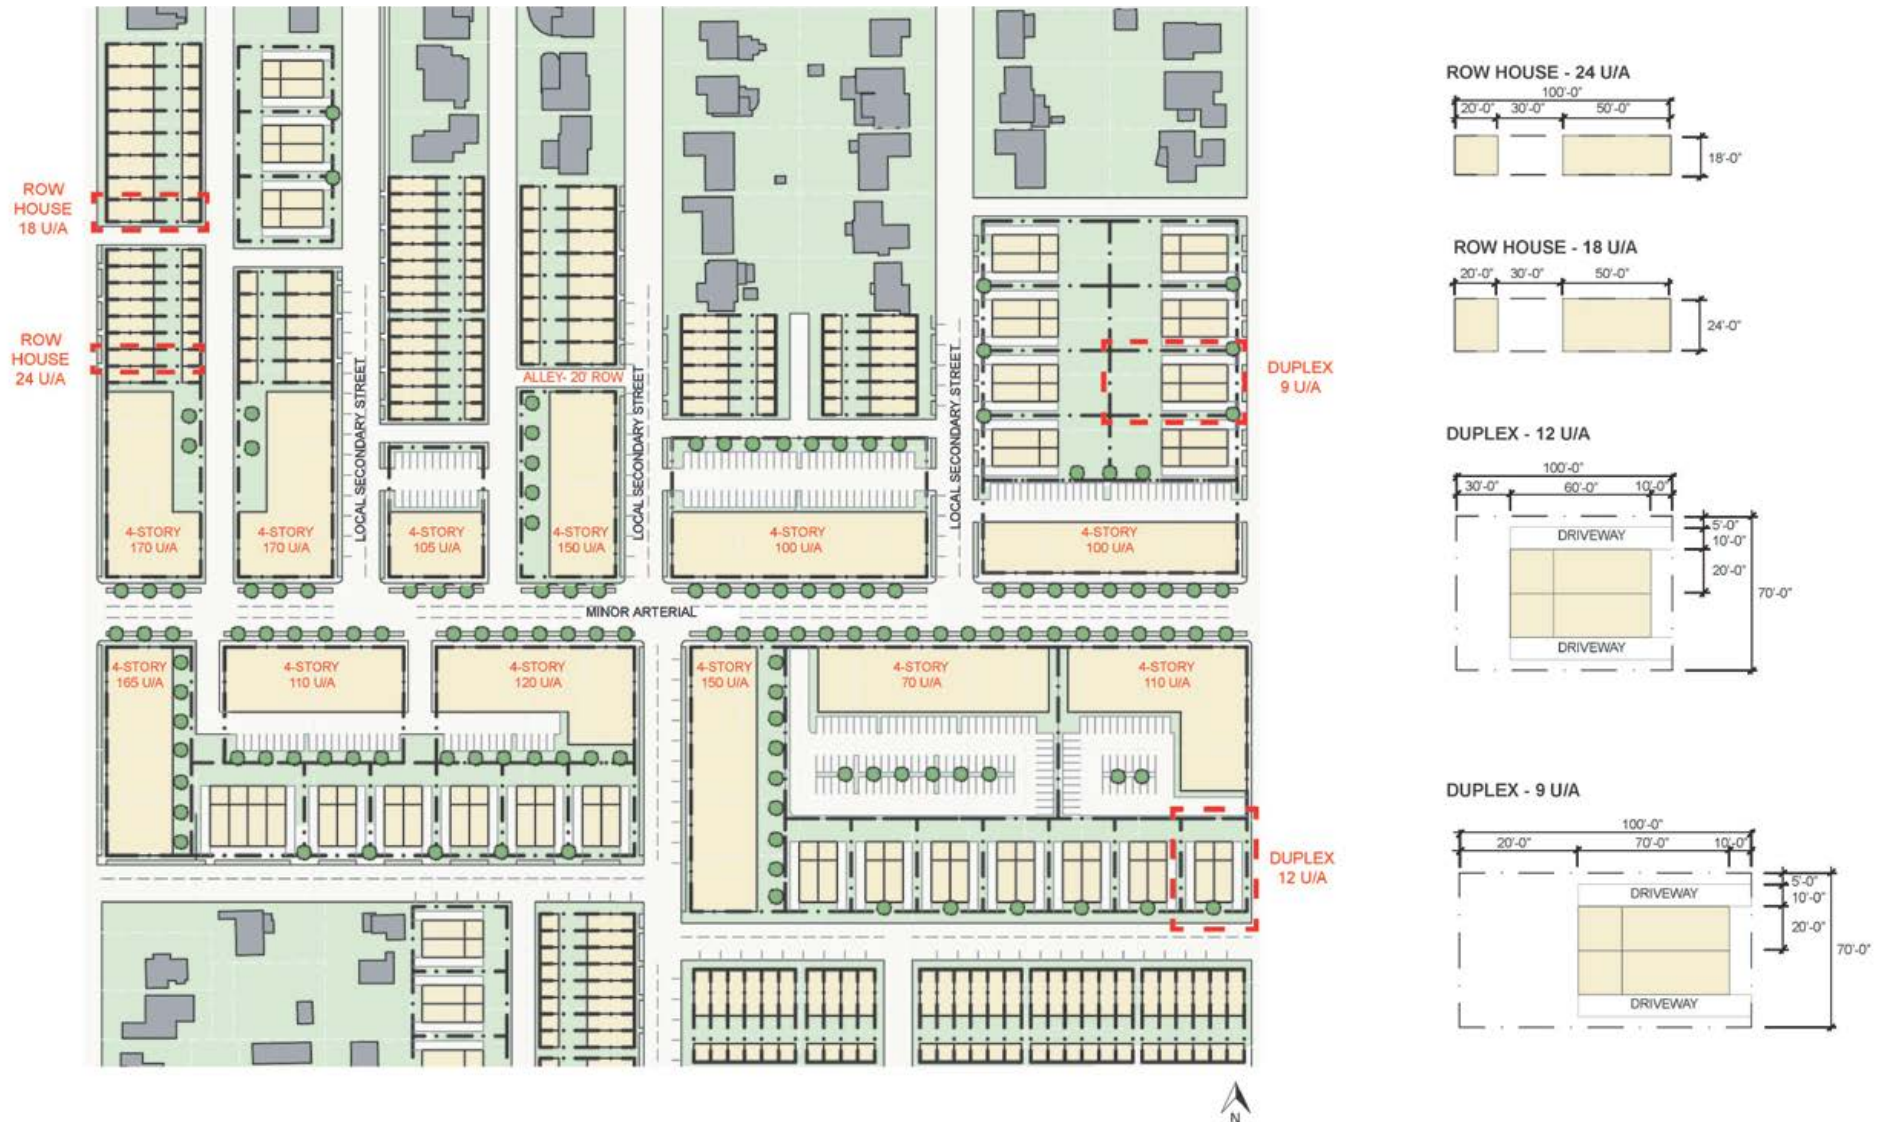 ROW
HOUSE
18 U/A
ROW
HOUSE
24 U/A
LOCAL SECONDARY STREET
ALLEY- 20' ROW
LOCAL SECONDARY STREET
LOCAL SECONDARY STREET
DUPLEX
9 U/A
4-STORY
170 U/A
4-STORY
170 U/A
4-STORY
105 U/A
4-STORY
150 U/A
4-STORY
100 U/A
4-STORY
100 U/A
MINOR ARTERIAL
4-STORY
165 U/A
4-STORY
110 U/A
4-STORY
120 U/A
4-STORY
150 U/A
4-STORY
70 U/A
4-STORY
110 U/A
DUPLEX
12 U/A
N
ROW HOUSE - 24 U/A
100'-0"
20'-0" 30'-0" 50'-0"
18'-0"
ROW HOUSE - 18 U/A
20'-0" 30'-0" 50'-0"
24'-0"
DUPLEX - 12 U/A
100'-0"
30'-0" 60'-0" 10'-0"
5'-0"
DRIVEWAY
10'-0"
20'-0"
70'-0"
DRIVEWAY
DUPLEX - 9 U/A
100'-0"
20'-0" 70'-0" 10'-0"
5'-0"
DRIVEWAY
10'-0"
20'-0"
70'-0"
DRIVEWAY